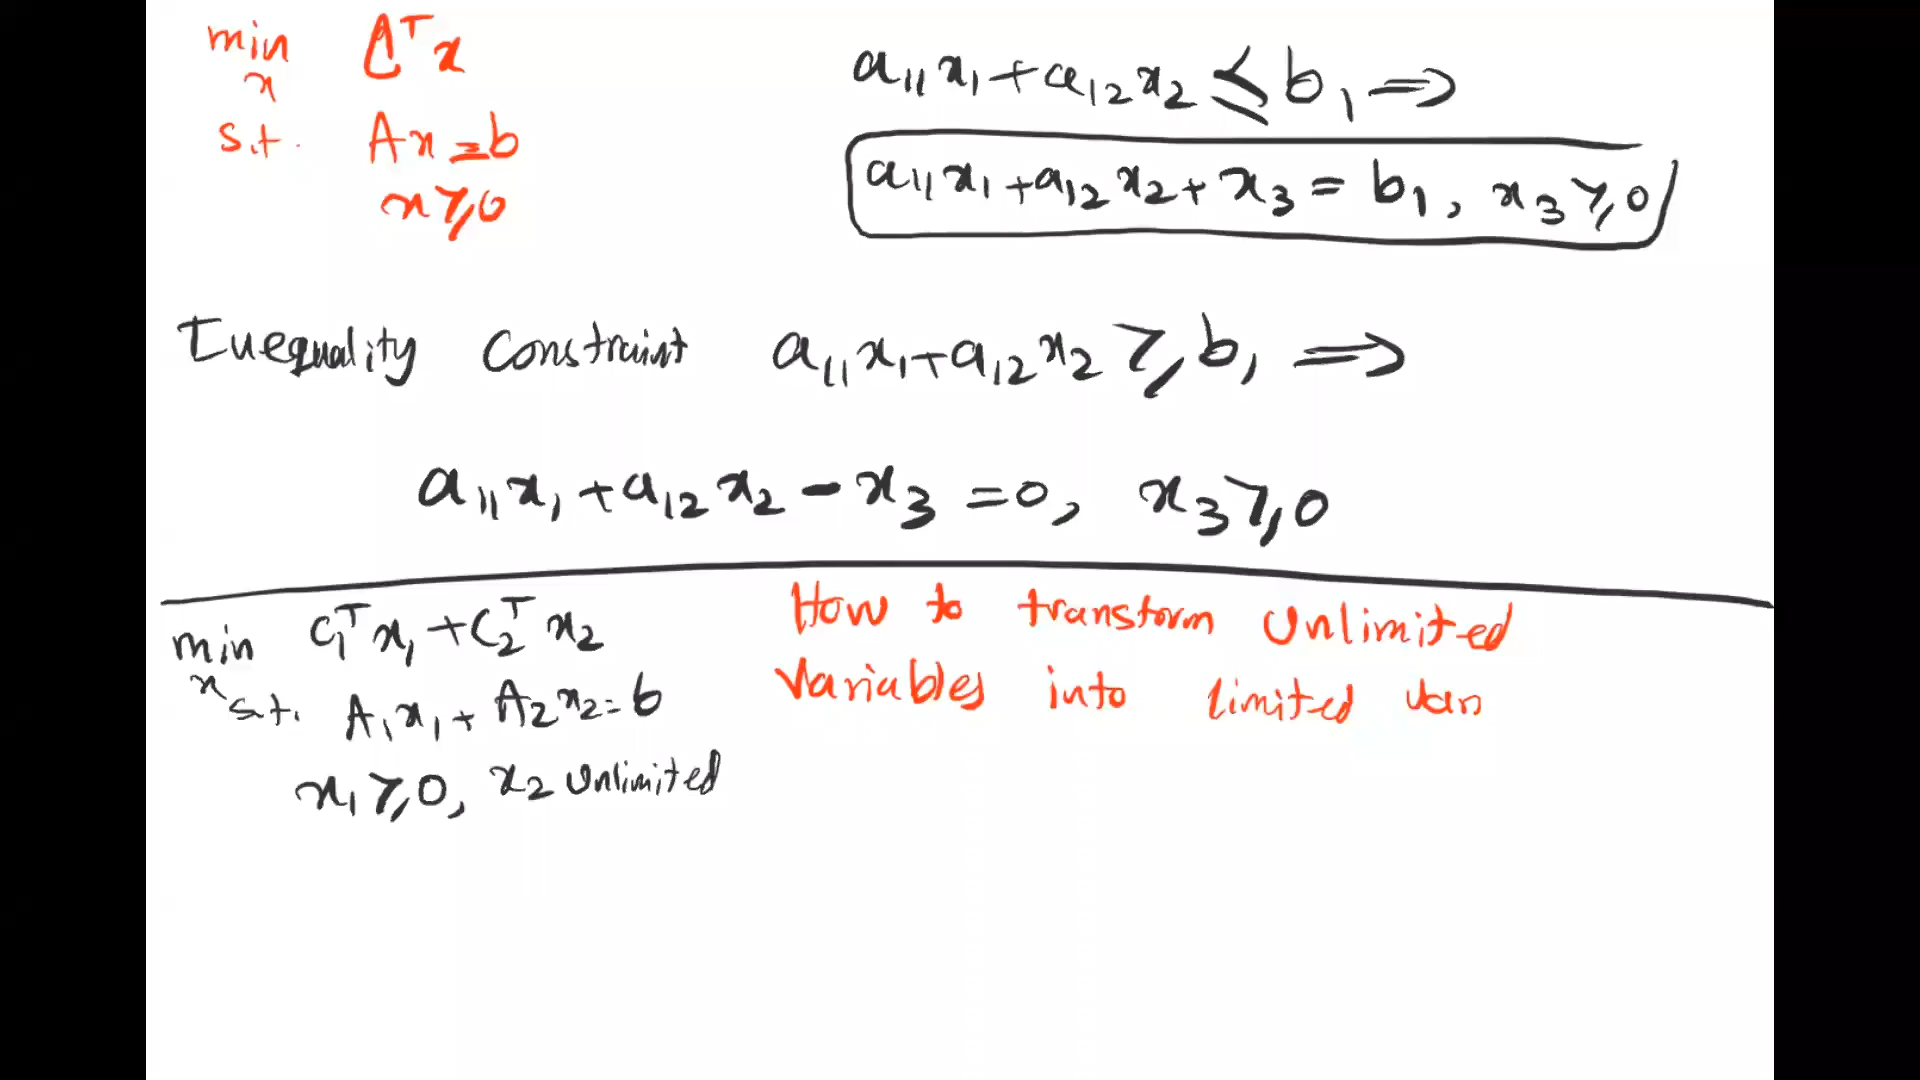 min C^T x
x
s.t. Ax = b
x ≥ 0
a₁₁x₁ + a₁₂x₂ ≤ b₁ ⇒
a₁₁x₁ + a₁₂x₂ + x₃ = b₁, x₃ ≥ 0
Inequality Constraint a₁₁x₁ + a₁₂x₂ ≥ b₁ ⇒
a₁₁x₁ + a₁₂x₂ - x₃ = 0, x₃ ≥ 0
min C₁^T x₁ + C₂^T x₂
x
s.t. A₁x₁ + A₂x₂ = b
x₁ ≥ 0, x₂ Unlimited
How to transform Unlimited
Variables into limited var